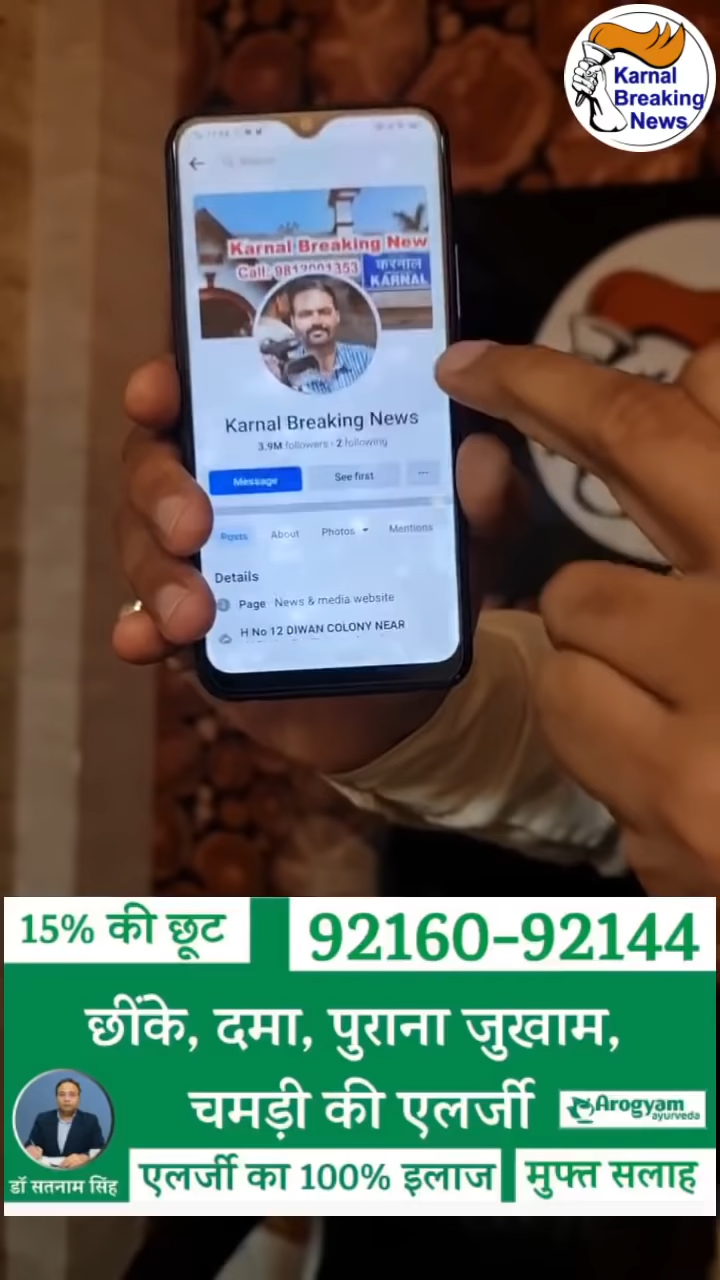 Karnal
Breaking
News
Karnal Breaking New
Call: 9812001353
करनाल
KARNAL
Karnal Breaking News
3.9M followers · 2 following
Message
See first
Posts
About
Photos
Mentions
Details
Page · News & media website
H No 12 DIWAN COLONY NEAR
15% की छूट
92160-92144
छींके, दमा, पुराना जुखाम,
चमड़ी की एलर्जी
Arogyam
ayurveda
डॉ सतनाम सिंह
एलर्जी का 100% इलाज
मुफ्त सलाह